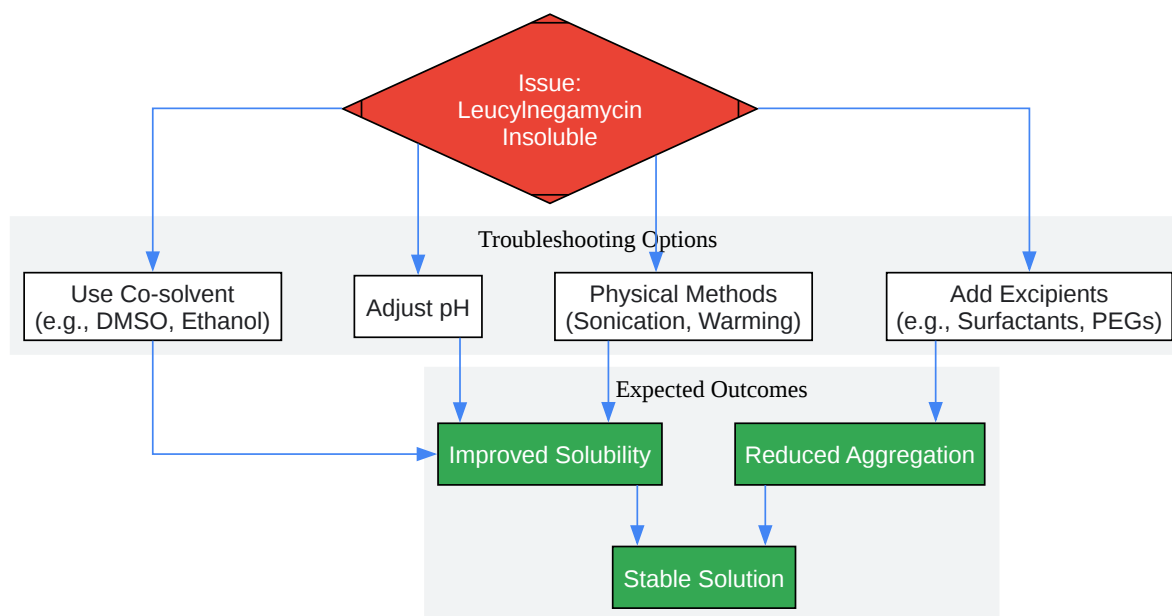 Issue:
Leucylnegamycin
Insoluble
Troubleshooting Options
Use Co-solvent
(e.g., DMSO, Ethanol)
Adjust pH
Physical Methods
(Sonication, Warming)
Add Excipients
(e.g., Surfactants, PEGs)
Expected Outcomes
Improved Solubility
Reduced Aggregation
Stable Solution